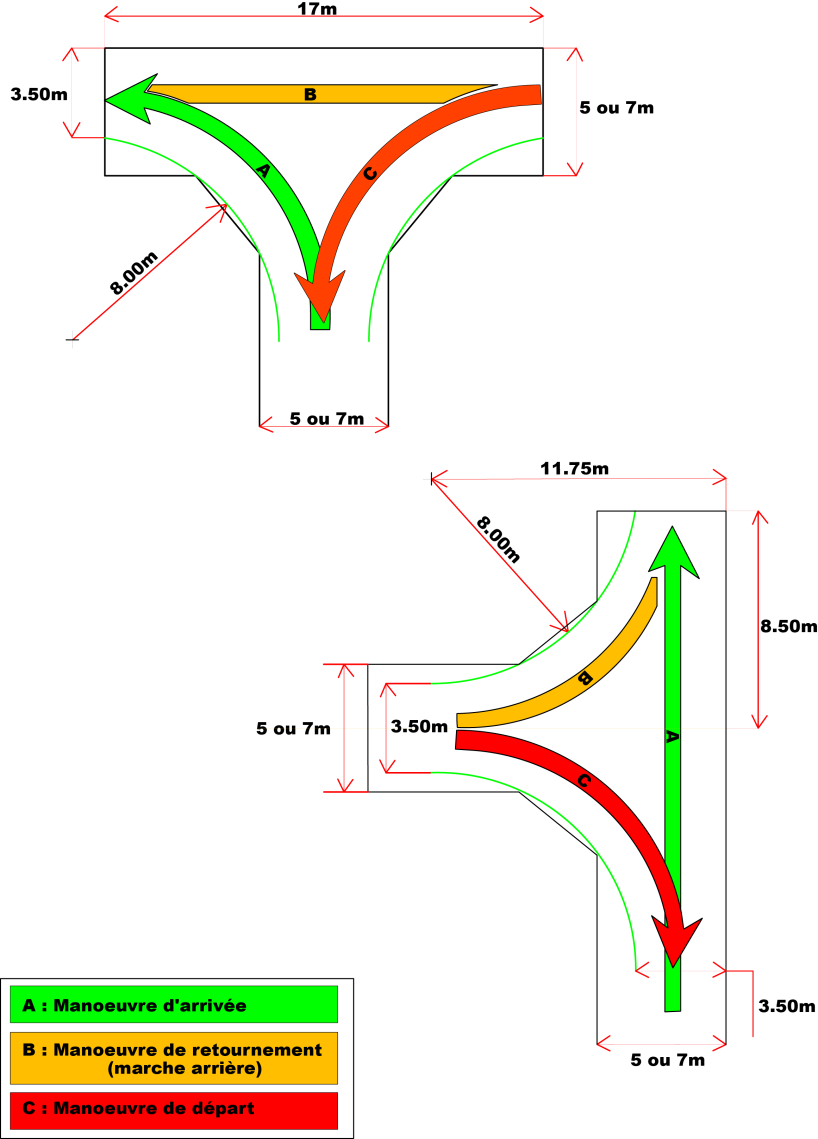 17m
3.50m
B
5 ou 7m
A
C
8.00m
5 ou 7m
11.75m
8.00m
8.50m
B
5 ou 7m
3.50m
A
C
3.50m
5 ou 7m
A : Manoeuvre d'arrivée
B : Manoeuvre de retournement
(marche arrière)
C : Manoeuvre de départ